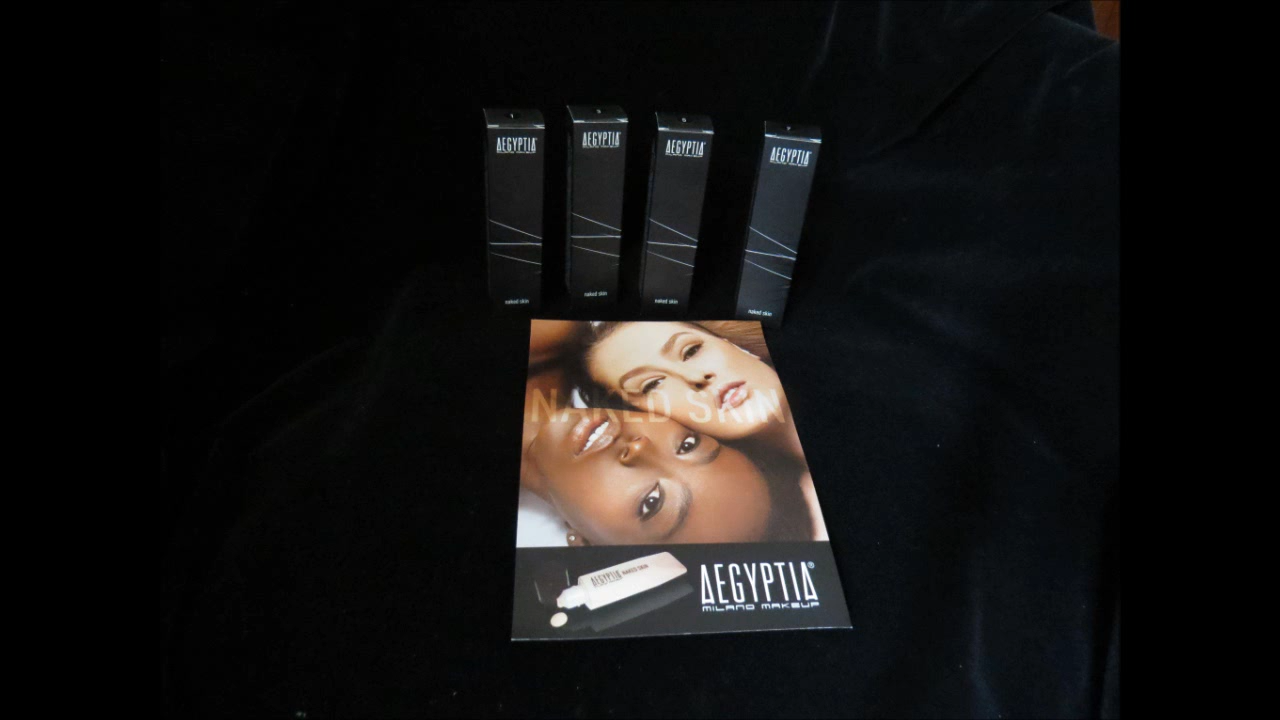 AEGYPTIA
naked skin
AEGYPTIA
naked skin
AEGYPTIA
naked skin
AEGYPTIA
naked skin
NAKED SKIN
AEGYPTIA NAKED SKIN
AEGYPTIA®
MILANO MAKEUP